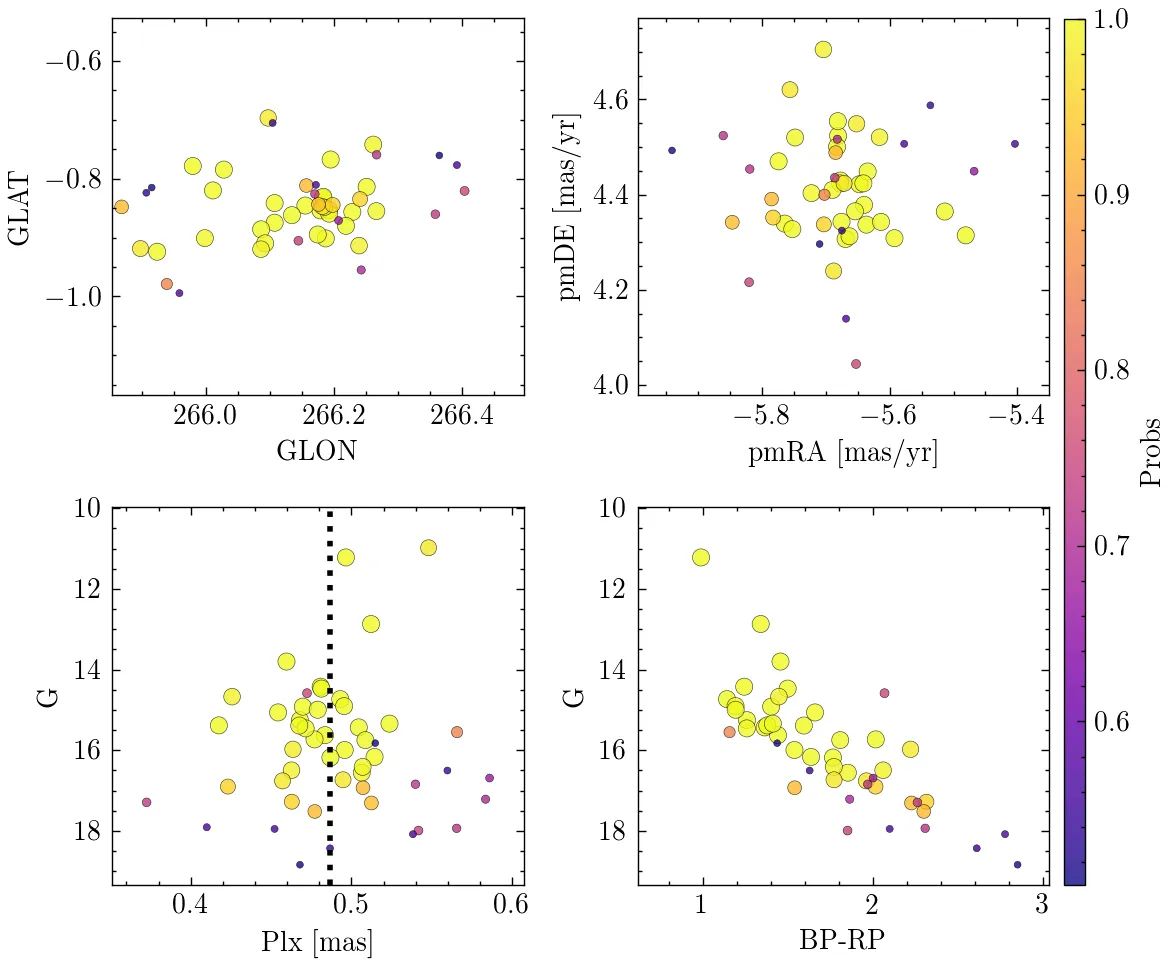 −0.6
−0.8
−1.0
GLAT
266.0 266.2 266.4
GLON
4.6
4.4
4.2
4.0
pmDE [mas/yr]
−5.8 −5.6 −5.4
pmRA [mas/yr]
1.0
0.9
0.8
0.7
0.6
Probs
10
12
14
16
18
G
0.4 0.5 0.6
Plx [mas]
10
12
14
16
18
G
1 2 3
BP-RP